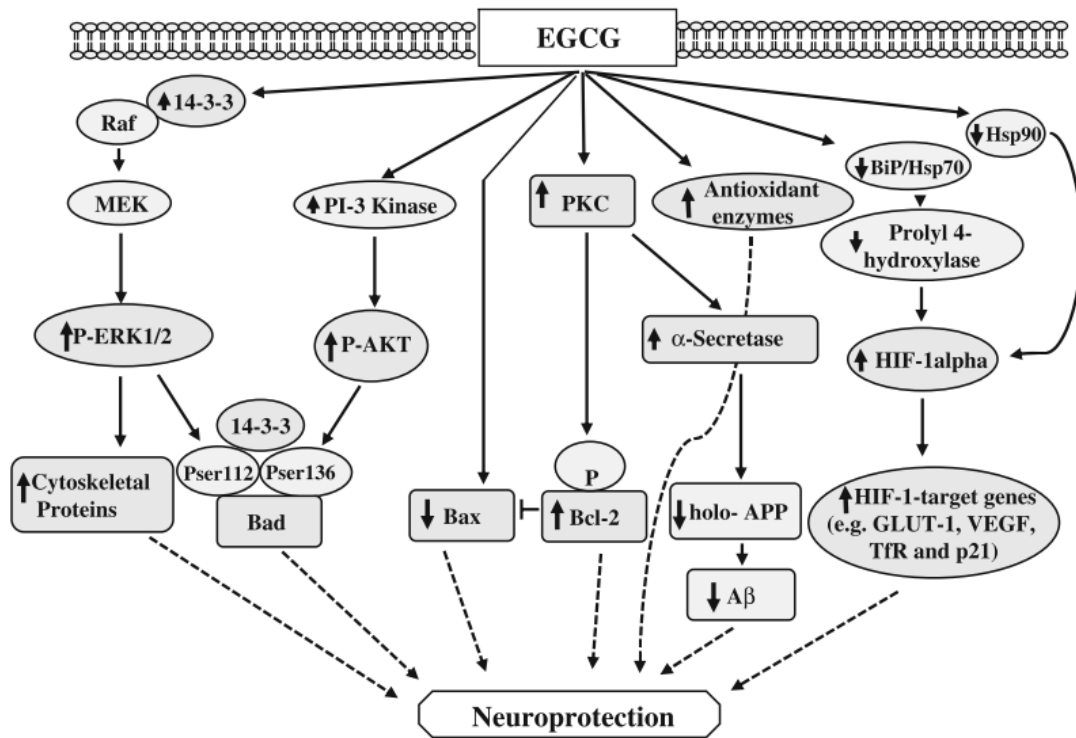 EGCG
14-3-3
Raf
Hsp90
BiP/Hsp70
MEK
PI-3 Kinase
PKC
Antioxidant
enzymes
Prolyl 4-
hydroxylase
P-ERK1/2
P-AKT
α-Secretase
HIF-1alpha
14-3-3
Pser112
Pser136
Bad
Cytoskeletal
Proteins
P
Bax
Bcl-2
holo- APP
Aβ
HIF-1-target genes
(e.g. GLUT-1, VEGF,
TfR and p21)
Neuroprotection